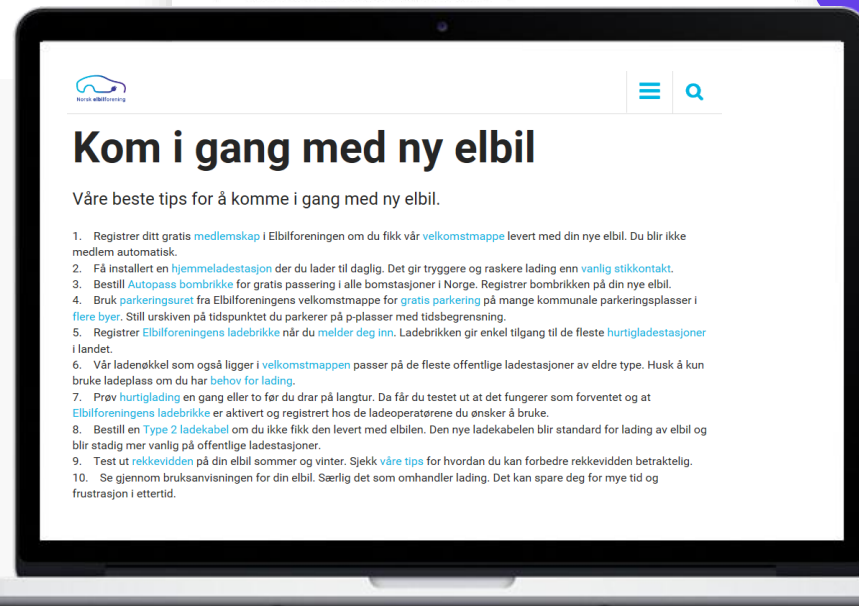 Norsk elbilforening
Kom i gang med ny elbil
Våre beste tips for å komme i gang med ny elbil.
1. Registrer ditt gratis medlemskap i Elbilforeningen om du fikk vår velkomstmappe levert med din nye elbil. Du blir ikke
medlem automatisk.
2. Få installert en hjemmeladestasjon der du lader til daglig. Det gir tryggere og raskere lading enn vanlig stikkontakt.
3. Bestill Autopass bombrikke for gratis passering i alle bomstasjoner i Norge. Registrer bombrikken på din nye elbil.
4. Bruk parkeringsuret fra Elbilforeningens velkomstmappe for gratis parkering på mange kommunale parkeringsplasser i
flere byer. Still urskiven på tidspunktet du parkerer på p-plasser med tidsbegrensning.
5. Registrer Elbilforeningens ladebrikke når du melder deg inn. Ladebrikken gir enkel tilgang til de fleste hurtigladestasjoner
i landet.
6. Vår ladenøkkel som også ligger i velkomstmappen passer på de fleste offentlige ladestasjoner av eldre type. Husk å kun
bruke ladeplass om du har behov for lading.
7. Prøv hurtiglading en gang eller to før du drar på langtur. Da får du testet ut at det fungerer som forventet og at
Elbilforeningens ladebrikke er aktivert og registrert hos de ladeoperatørene du ønsker å bruke.
8. Bestill en Type 2 ladekabel om du ikke fikk den levert med elbilen. Den nye ladekabelen blir standard for lading av elbil og
blir stadig mer vanlig på offentlige ladestasjoner.
9. Test ut rekkevidden på din elbil sommer og vinter. Sjekk våre tips for hvordan du kan forbedre rekkevidden betraktelig.
10. Se gjennom bruksanvisningen for din elbil. Særlig det som omhandler lading. Det kan spare deg for mye tid og
frustrasjon i ettertid.